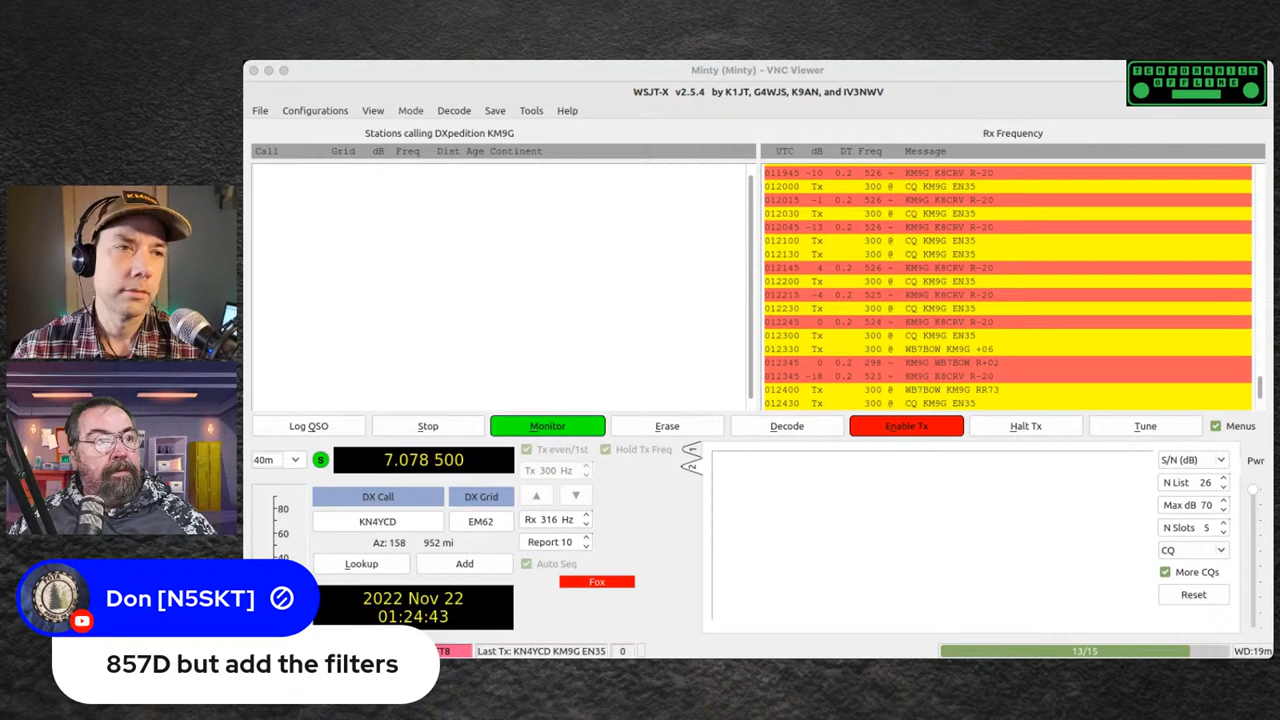 Minty (Minty) - VNC Viewer
TEMPORARILY
OFFLINE
WSJT-X v2.5.4 by K1JT, G4WJS, K9AN, and IV3NWV
File Configurations View Mode Decode Save Tools Help
Stations calling DXpedition KM9G
Rx Frequency
Call Grid dB Freq Dist Age Continent
UTC dB DT Freq Message
011945 -10 0.2 526 ~ KM9G K8CRV R-20
012000 Tx 300 @ CQ KM9G EN35
012015 -1 0.2 526 ~ KM9G K8CRV R-20
012030 Tx 300 @ CQ KM9G EN35
012045 -13 0.2 526 ~ KM9G K8CRV R-20
012100 Tx 300 @ CQ KM9G EN35
012130 Tx 300 @ CQ KM9G EN35
012145 4 0.2 526 ~ KM9G K8CRV R-20
012200 Tx 300 @ CQ KM9G EN35
012215 -4 0.2 525 ~ KM9G K8CRV R-20
012230 Tx 300 @ CQ KM9G EN35
012245 0 0.2 524 ~ KM9G K8CRV R-20
012300 Tx 300 @ CQ KM9G EN35
012330 Tx 300 @ WB7BOW KM9G +06
012345 0 0.2 298 ~ KM9G WB7BOW R+02
012345 -18 0.2 523 ~ KM9G K8CRV R-20
012400 Tx 300 @ WB7BOW KM9G RR73
012430 Tx 300 @ CQ KM9G EN35
Log QSO Stop Monitor Erase Decode Enable Tx Halt Tx Tune Menus
40m S 7.078 500
Tx even/1st Hold Tx Freq
Tx 300 Hz
DX Call DX Grid
KN4YCD EM62
Rx 316 Hz
Az: 158 952 mi
Report 10
Lookup Add
Auto Seq
Fox
2022 Nov 22
01:24:43
-80
-60
-40
1
2
S/N (dB)
Pwr
N List 26
Max dB 70
N Slots 5
CQ
More CQs
Reset
FT8 Last Tx: KN4YCD KM9G EN35 0 13/15 WD:19m
KM9G
Don [N5SKT]
857D but add the filters